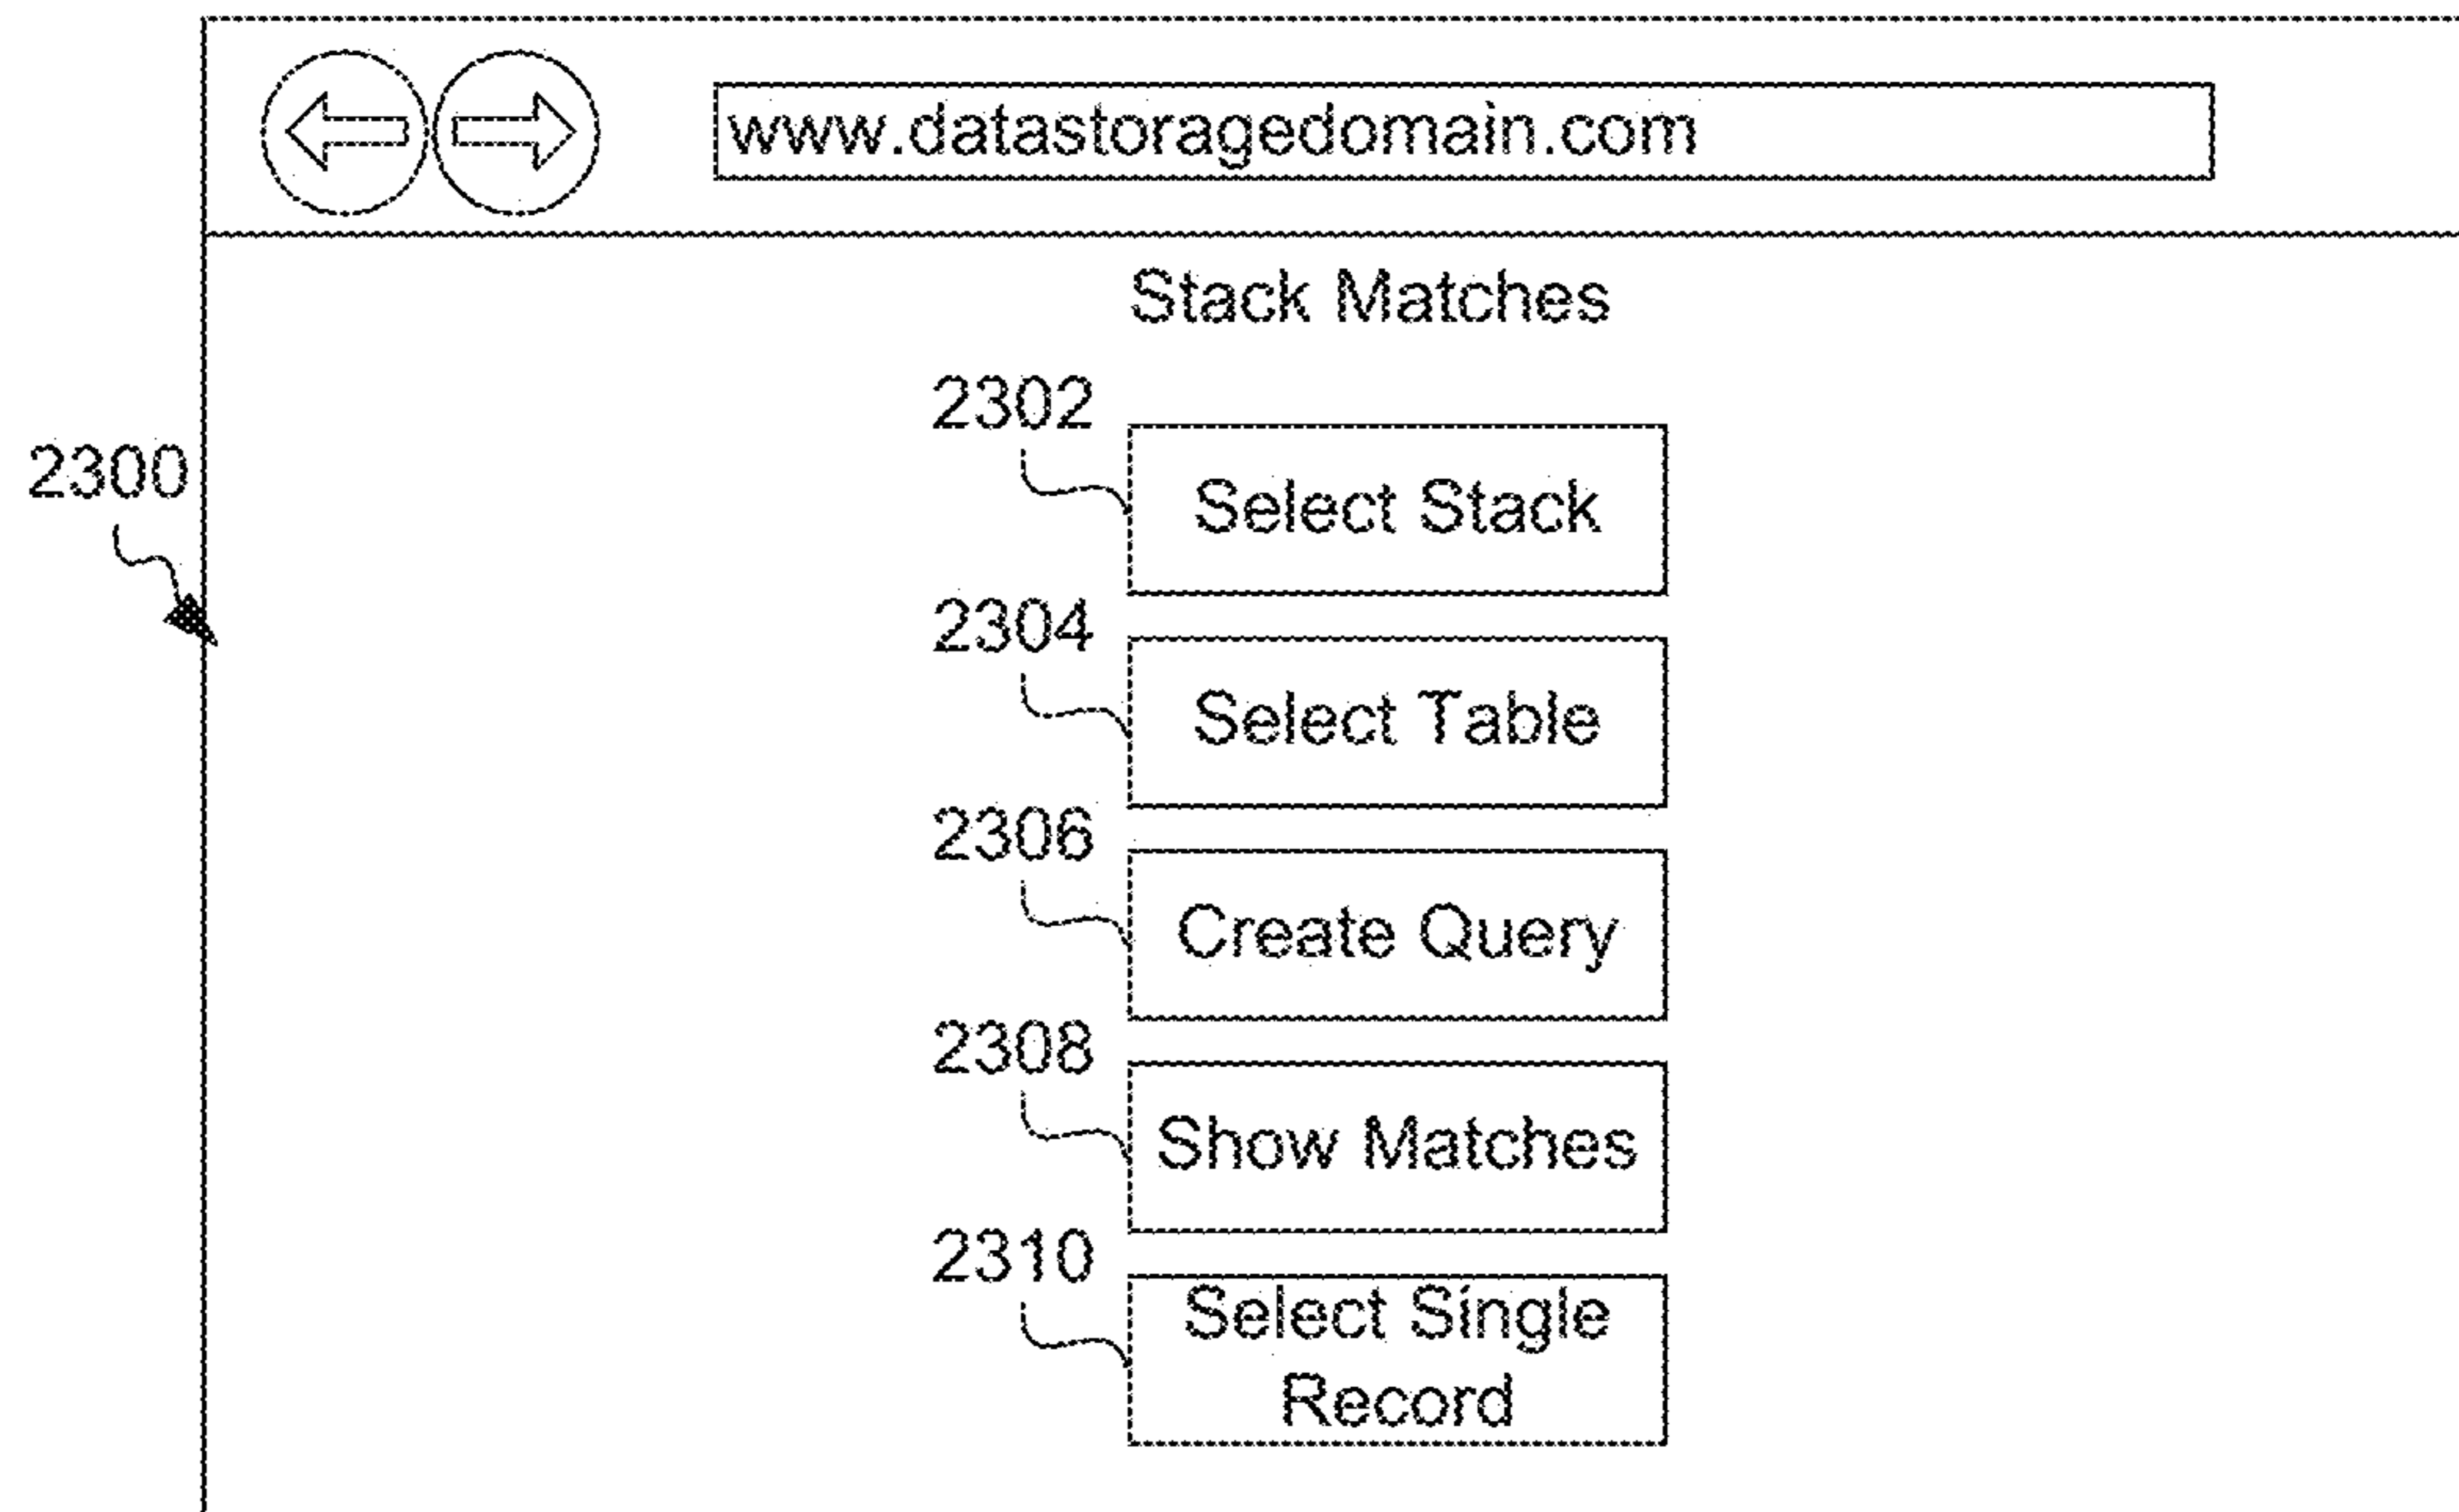 www.datastoragedomain.com
Stack Matches
2300
2302
Select Stack
2304
Select Table
2306
Create Query
2308
Show Matches
2310
Select Single
Record